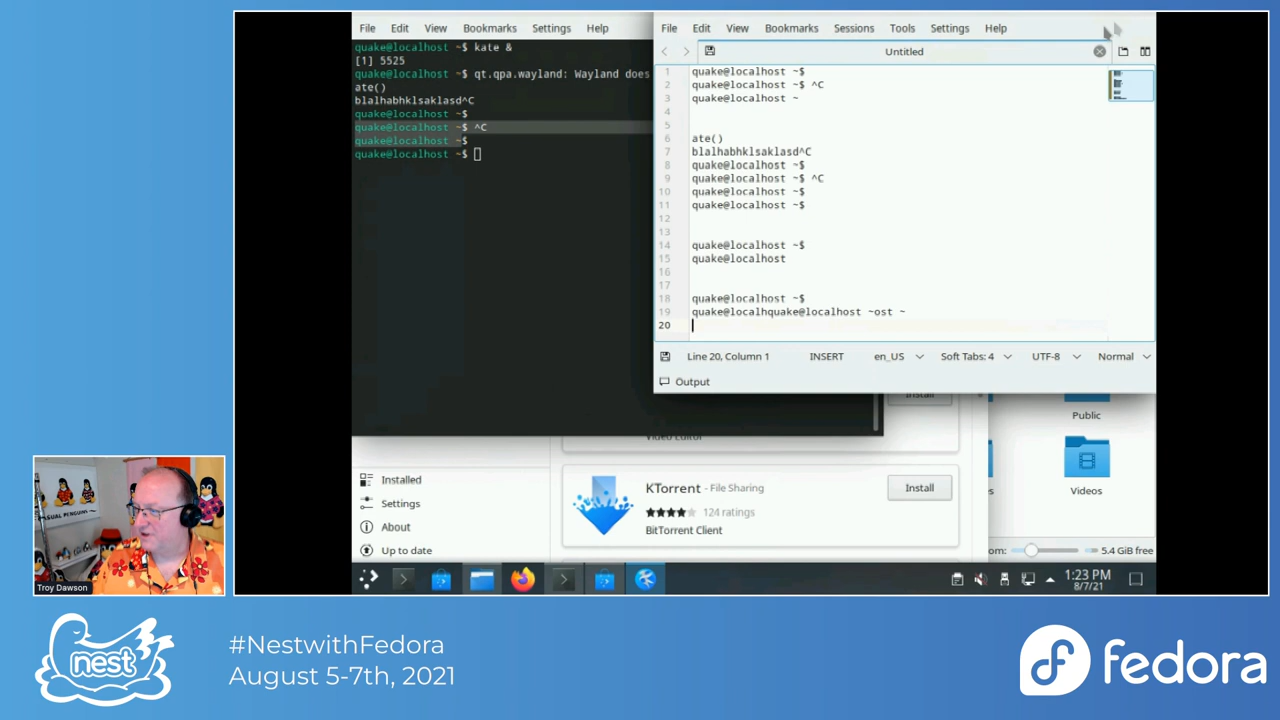 File Edit View Bookmarks Settings Help
quake@localhost ~$ kate &
[1] 5525
quake@localhost ~$ qt.qpa.wayland: Wayland does
ate()
blalhabhklsaklasd^C
quake@localhost ~$
quake@localhost ~$ ^C
quake@localhost ~$
quake@localhost ~$
File Edit View Bookmarks Sessions Tools Settings Help
Untitled
1 quake@localhost ~$
2 quake@localhost ~$ ^C
3 quake@localhost ~
4
5
6 ate()
7 blalhabhklsaklasd^C
8 quake@localhost ~$
9 quake@localhost ~$ ^C
10 quake@localhost ~$
11 quake@localhost ~$
12
13
14 quake@localhost ~$
15 quake@localhost
16
17
18 quake@localhost ~$
19 quake@localhquake@localhost ~ost ~
20
Line 20, Column 1 INSERT en_US Soft Tabs: 4 UTF-8 Normal
Output
Install
Video Editor
Public
Installed
Settings
About
Up to date
KTorrent - File Sharing
124 ratings
BitTorrent Client
Install
Videos
5.4 GiB free
1:23 PM
8/7/21
CASUAL PENGUINS
Troy Dawson
nest
#NestwithFedora
August 5-7th, 2021
fedora